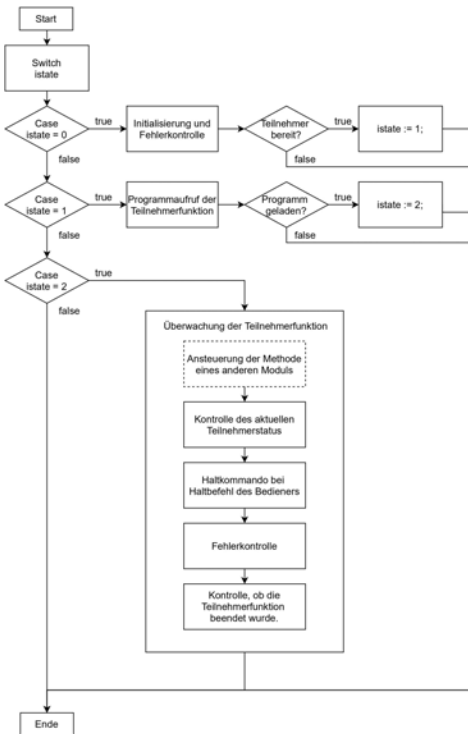 Start
Switch
istate
Case
istate = 0
true
Initialisierung und
Fehlerkontrolle
Teilnehmer
bereit?
true
istate := 1;
false
false
Case
istate = 1
true
Programmaufruf der
Teilnehmerfunktion
Programm
geladen?
true
istate := 2;
false
false
Case
istate = 2
true
false
Überwachung der Teilnehmerfunktion
Ansteuerung der Methode
eines anderen Moduls
Kontrolle des aktuellen
Teilnehmerstatus
Haltkommando bei
Haltbefehl des Bedieners
Fehlerkontrolle
Kontrolle, ob die
Teilnehmerfunktion
beendet wurde.
Ende